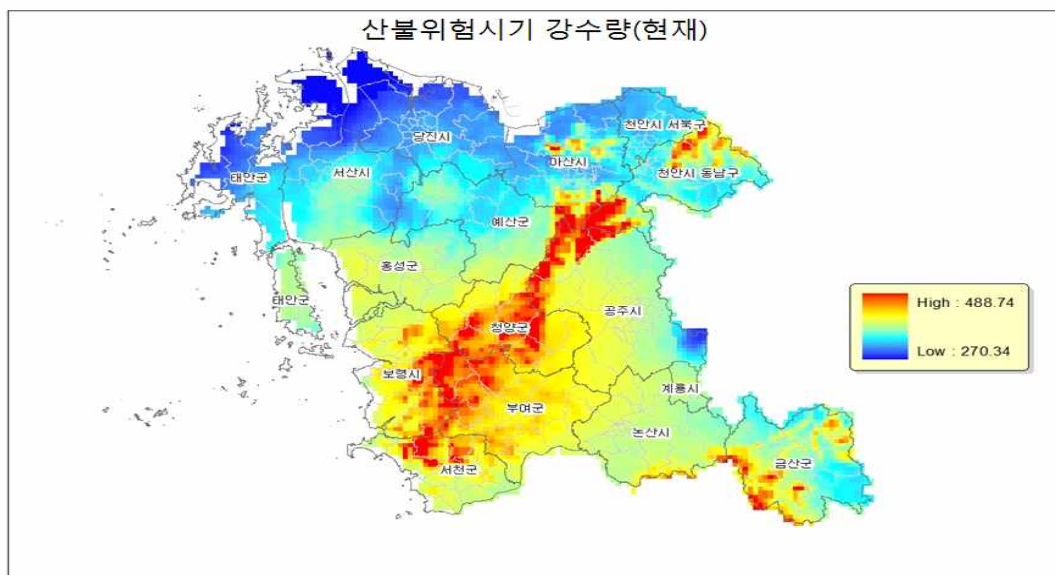 산불위험시기 강수량(현재)
천안시 서북구
당진시
아산시
천안시 동남구
서산시
태안군
예산군
홍성군
태안군
공주시
청양군
보령시
계룡시
부여군
논산시
서천군
금산군
High : 488.74
Low : 270.34